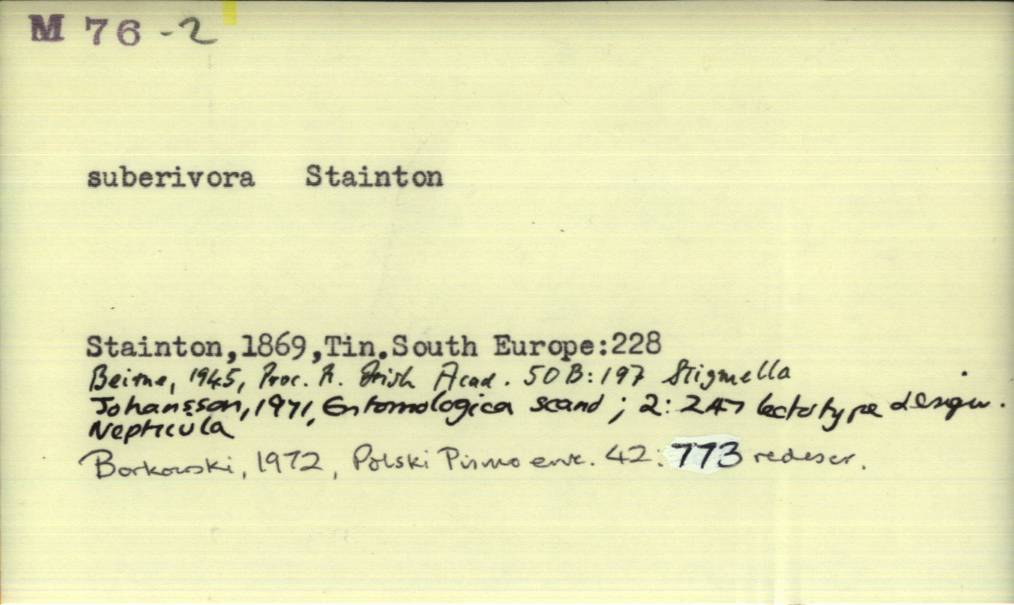 M 76 -2
suberivora Stainton
Stainton,1869,Tin.South Europe:228
Beirne, 1945, Proc. R. Irish Acad. 50B:197 Stigmella
Johansson, 1971, Entomologica scand ; 2: 247 lectotype design.
Nepticula
Borkowski, 1972, Polski Pismo ent. 42: 773 redescr.